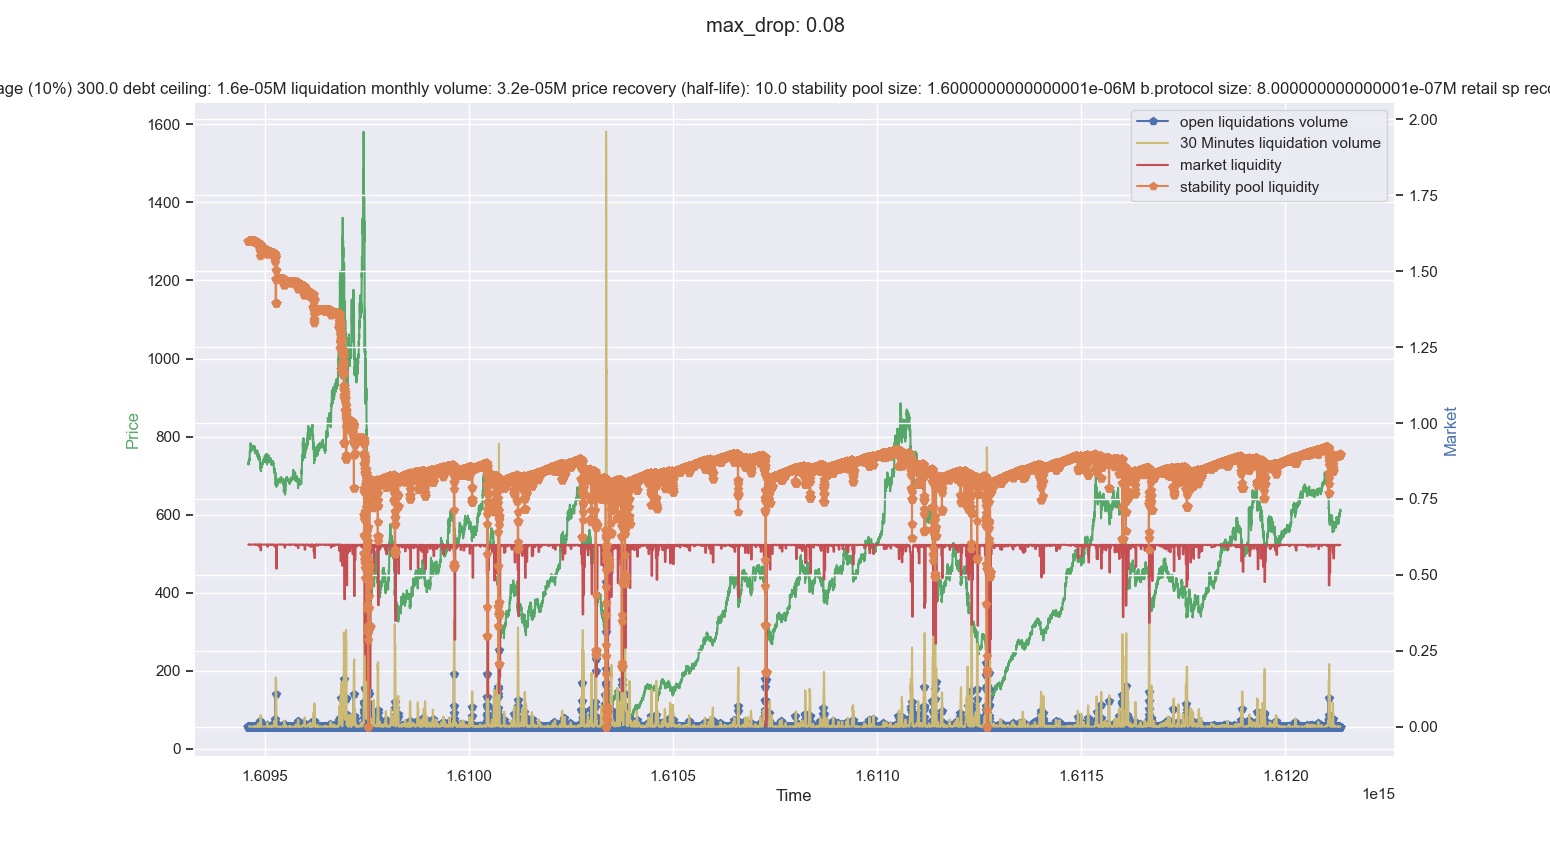 max_drop: 0.08
age (10%) 300.0 debt ceiling: 1.6e-05M liquidation monthly volume: 3.2e-05M price recovery (half-life): 10.0 stability pool size: 1.6000000000000001e-06M b.protocol size: 8.000000000000001e-07M retail sp reco
open liquidations volume
30 Minutes liquidation volume
market liquidity
stability pool liquidity
1600
1400
1200
1000
800
600
400
200
0
Price
2.00
1.75
1.50
1.25
1.00
0.75
0.50
0.25
0.00
Market
1.6095 1.6100 1.6105 1.6110 1.6115 1.6120
1e15
Time